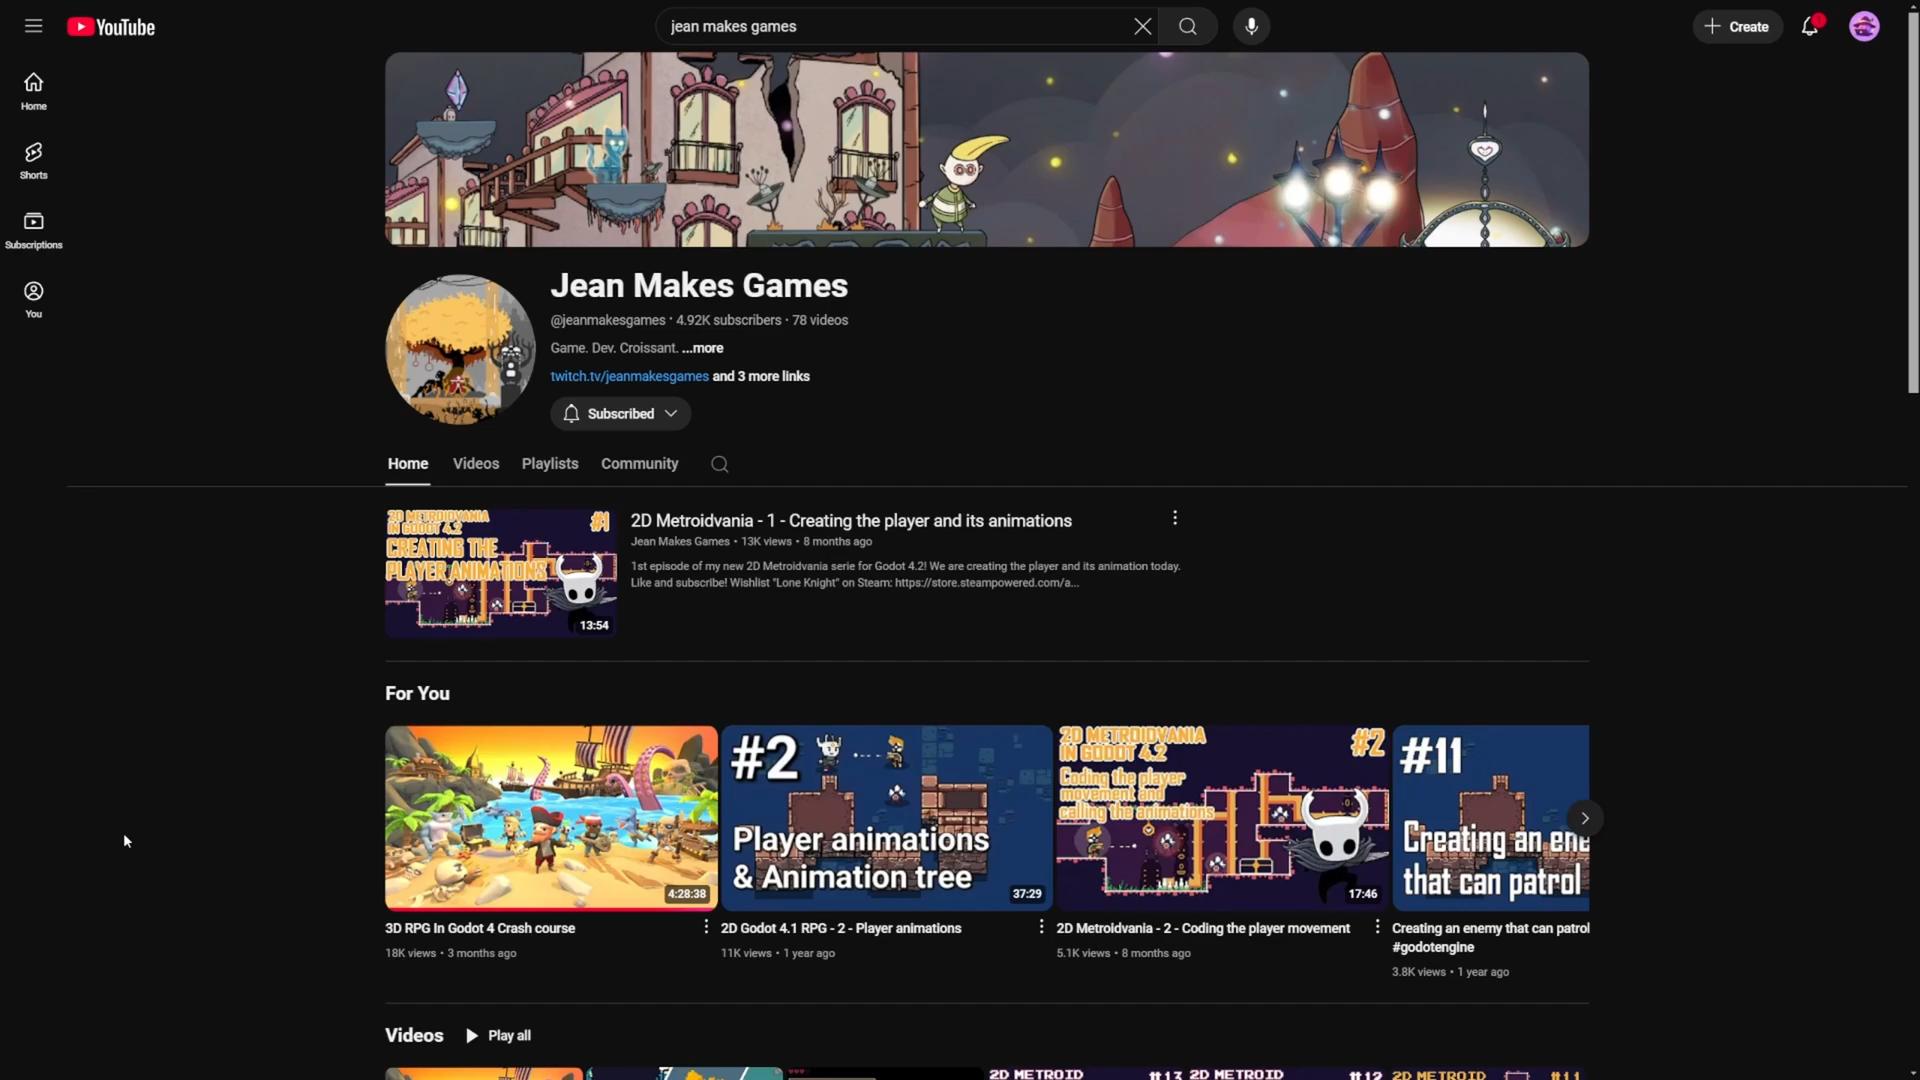 YouTube
jean makes games
Create
Home
Shorts
Subscriptions
You
Jean Makes Games
@jeanmakesgames · 4.92K subscribers · 78 videos
Game. Dev. Croissant. ...more
twitch.tv/jeanmakesgames and 3 more links
Subscribed
Home
Videos
Playlists
Community
2D METROIDVANIA
IN GODOT 4.2
#1
CREATING THE
PLAYER ANIMATIONS
13:54
2D Metroidvania - 1 - Creating the player and its animations
Jean Makes Games • 13K views • 8 months ago
1st episode of my new 2D Metroidvania serie for Godot 4.2! We are creating the player and its animation today.
Like and subscribe! Wishlist "Lone Knight" on Steam: https://store.steampowered.com/a...
For You
4:28:38
3D RPG In Godot 4 Crash course
18K views • 3 months ago
#2
Player animations
& Animation tree
37:29
2D Godot 4.1 RPG - 2 - Player animations
11K views • 1 year ago
2D METROIDVANIA
IN GODOT 4.2
#2
Coding the player
movement and
calling the animations
17:46
2D Metroidvania - 2 - Coding the player movement
5.1K views • 8 months ago
#11
Creating an ene
that can patrol
Creating an enemy that can patrol
#godotengine
3.8K views • 1 year ago
Videos
Play all
2D METROID
#13
2D METROID
#12
2D METROID
#11